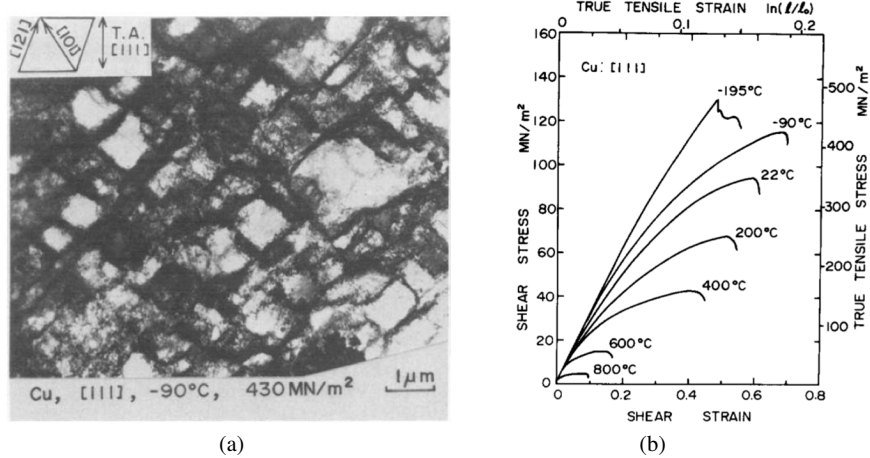 [121]
[101]
T.A.
[111]
Cu, [111], -90°C, 430MN/m²
1μm
(a)
TRUE TENSILE STRAIN ln(ℓ/ℓ₀)
0 0.1 0.2
SHEAR STRESS MN/m²
160
140
120
100
80
60
40
20
0
Cu: [111]
-195°C
-90°C
22°C
200°C
400°C
600°C
800°C
500
400
300
200
100
TRUE TENSILE STRESS MN/m²
0 0.2 0.4 0.6 0.8
SHEAR STRAIN
(b)